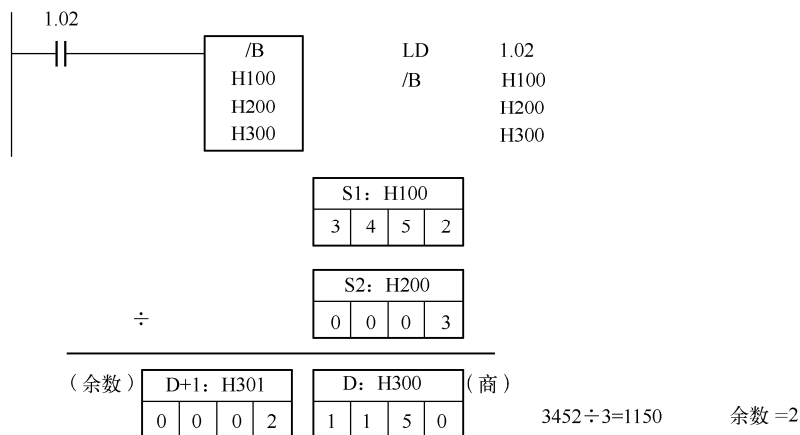 1.02
/B LD 1.02
H100 /B H100
H200 H200
H300 H300
S1：H100
3 4 5 2
S2：H200
÷ 0 0 0 3
（余数） D+1：H301 D：H300 （商）
0 0 0 2 1 1 5 0 3452÷3=1150 余数 =2